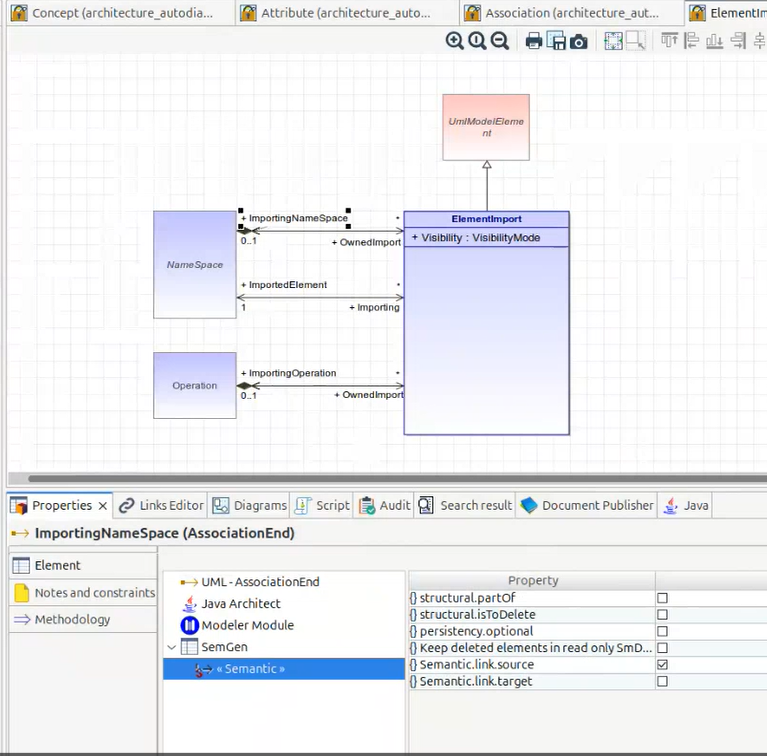 Concept (architecture_autodia...
Attribute (architecture_auto...
Association (architecture_aut...
ElementIm
UmlModelEleme
nt
+ ImportingNameSpace
*
ElementImport
0..1
+ OwnedImport
+ Visibility : VisibilityMode
NameSpace
+ ImportedElement
*
1
+ Importing
Operation
+ ImportingOperation
*
0..1
+ OwnedImport
Properties
Links Editor
Diagrams
Script
Audit
Search result
Document Publisher
Java
ImportingNameSpace (AssociationEnd)
Element
Notes and constraints
Methodology
UML - AssociationEnd
Java Architect
Modeler Module
SemGen
« Semantic »
Property
{} structural.partOf
{} structural.isToDelete
{} persistency.optional
{} Keep deleted elements in read only SmD...
{} Semantic.link.source
{} Semantic.link.target